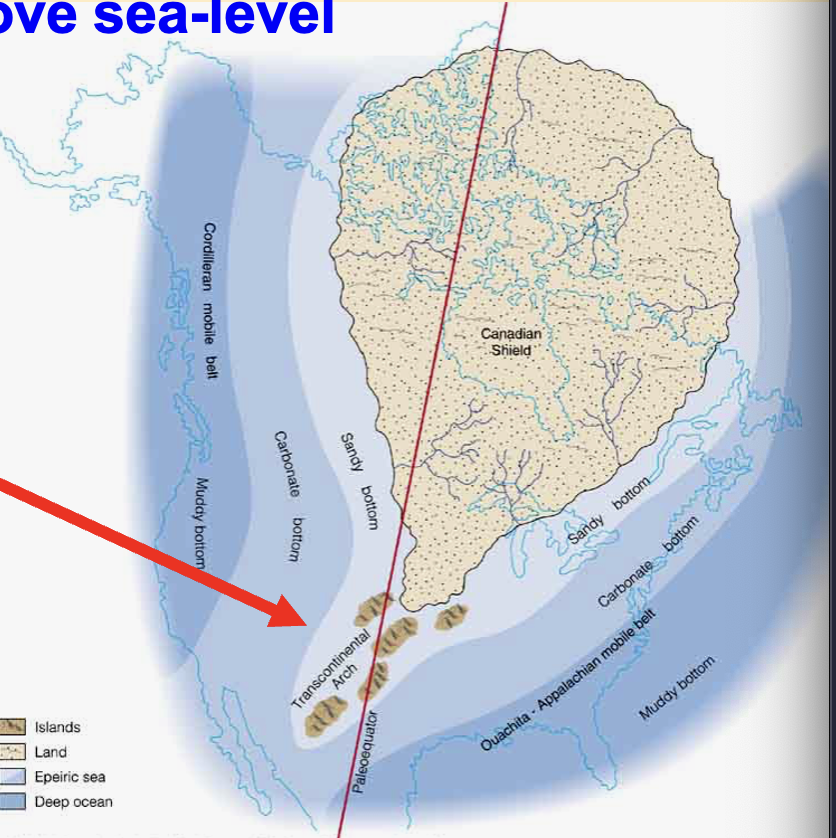 ove sea-level
Cordilleran mobile belt
Muddy bottom
Carbonate bottom
Sandy bottom
Canadian
Shield
Sandy bottom
Carbonate bottom
Ouachita - Appalachian mobile belt
Muddy bottom
Transcontinental
Arch
Paleoequator
Islands
Land
Epeiric sea
Deep ocean